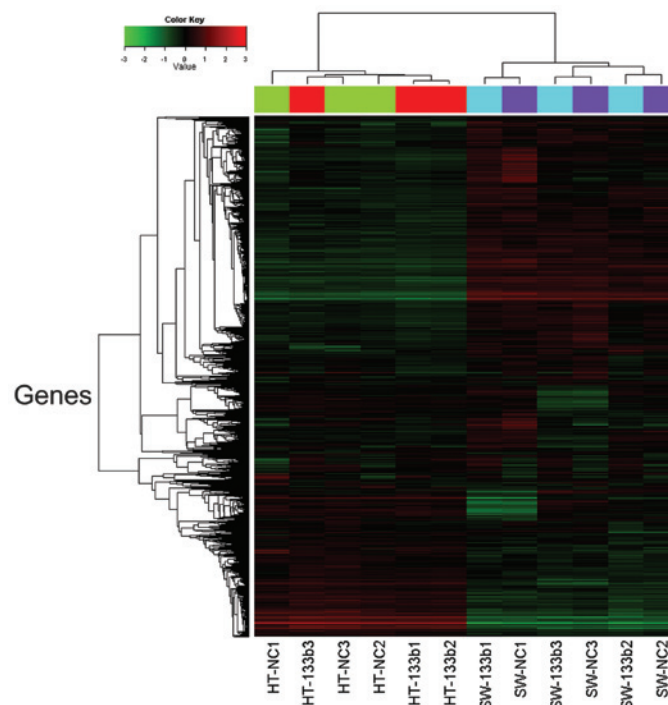 Color Key
-3 -2 -1 0 1 2 3
Value
Genes
HT-NC1
HT-133b3
HT-NC3
HT-NC2
HT-133b1
HT-133b2
SW-133b1
SW-NC1
SW-133b3
SW-NC3
SW-133b2
SW-NC2